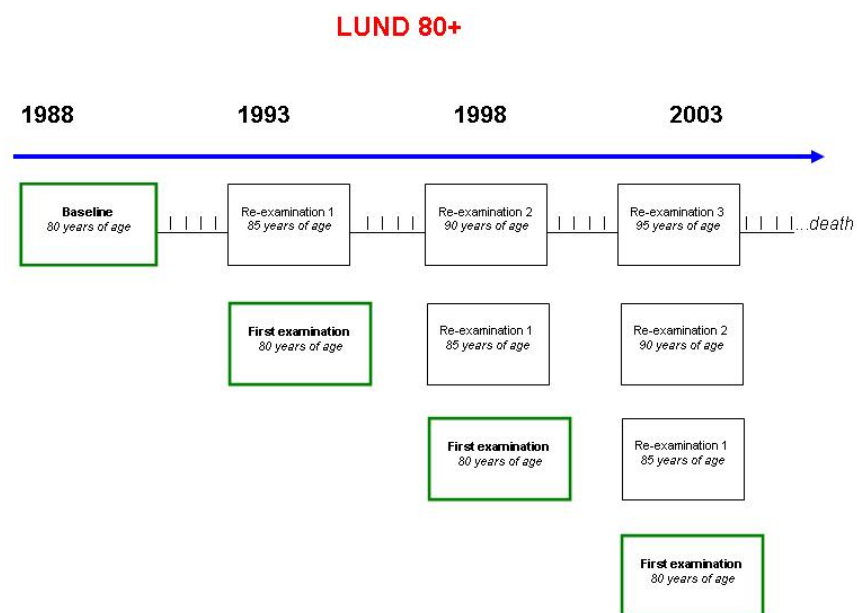 LUND 80+
1988 1993 1998 2003
Baseline
80 years of age
Re-examination 1
85 years of age
Re-examination 2
90 years of age
Re-examination 3
95 years of age
...death
First examination
80 years of age
Re-examination 1
85 years of age
Re-examination 2
90 years of age
First examination
80 years of age
Re-examination 1
85 years of age
First examination
80 years of age